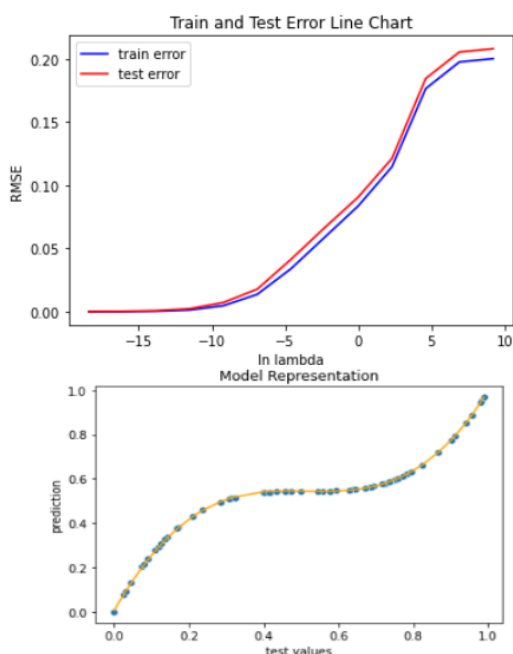 Train and Test Error Line Chart
train error
test error
0.20
0.15
0.10
0.05
0.00
RMSE
−15
−10
−5
0
5
10
ln lambda
Model Representation
1.0
0.8
0.6
0.4
0.2
0.0
prediction
0.0
0.2
0.4
0.6
0.8
1.0
test values